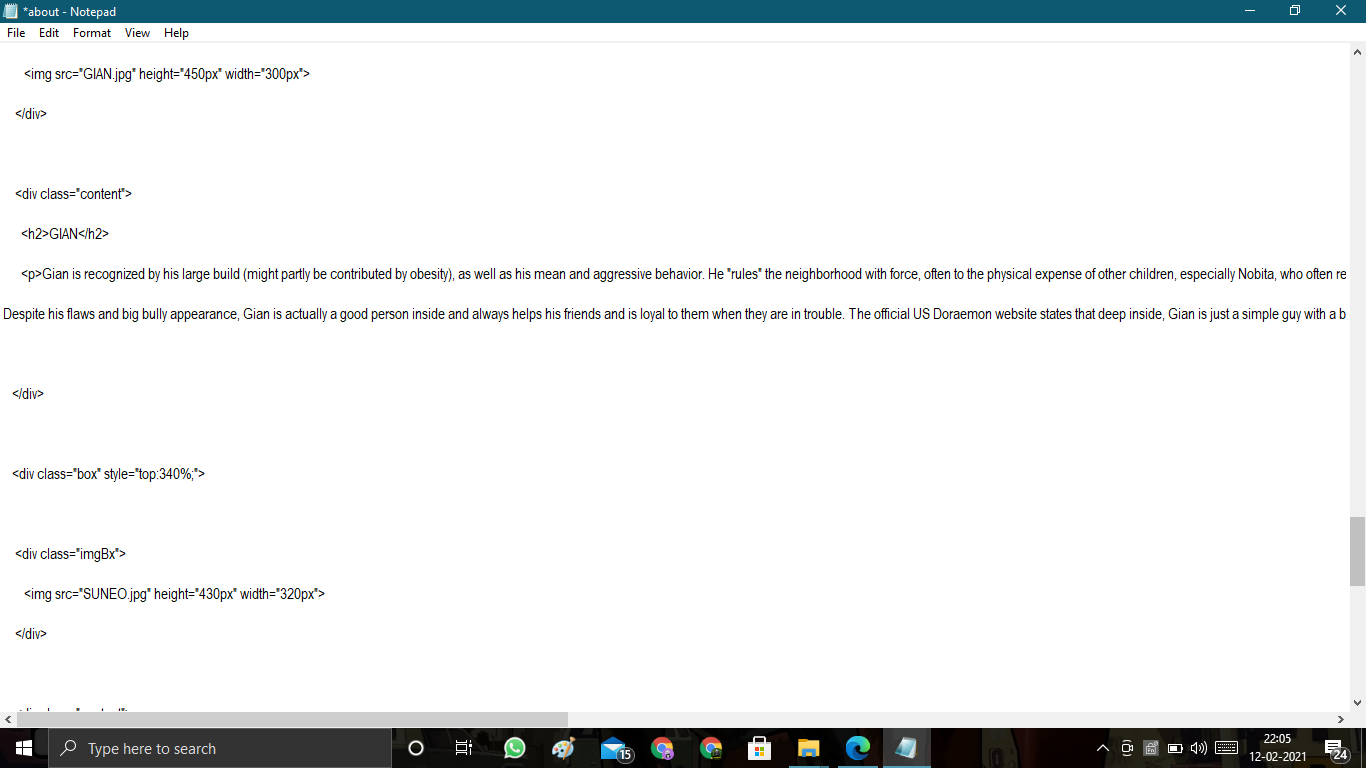 *about - Notepad
File Edit Format View Help
<img src="GIAN.jpg" height="450px" width="300px">
</div>
<div class="content">
<h2>GIAN</h2>
<p>Gian is recognized by his large build (might partly be contributed by obesity), as well as his mean and aggressive behavior. He "rules" the neighborhood with force, often to the physical expense of other children, especially Nobita, who often re
Despite his flaws and big bully appearance, Gian is actually a good person inside and always helps his friends and is loyal to them when they are in trouble. The official US Doraemon website states that deep inside, Gian is just a simple guy with a b
</div>
<div class="box" style="top:340%;">
<div class="imgBx">
<img src="SUNEO.jpg" height="430px" width="320px">
</div>
Type here to search
15
22:05
12-02-2021
24